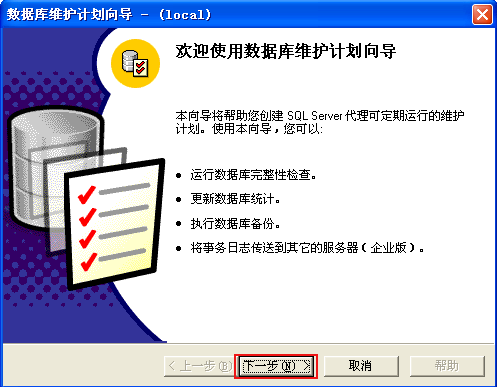 数据库维护计划向导 - (local)
欢迎使用数据库维护计划向导
本向导将帮助您创建 SQL Server 代理可定期运行的维护
计划。使用本向导，您可以:
• 运行数据库完整性检查。
• 更新数据库统计。
• 执行数据库备份。
• 将事务日志传送到其它的服务器（企业版）。
< 上一步(B) 下一步(N) > 取消 帮助